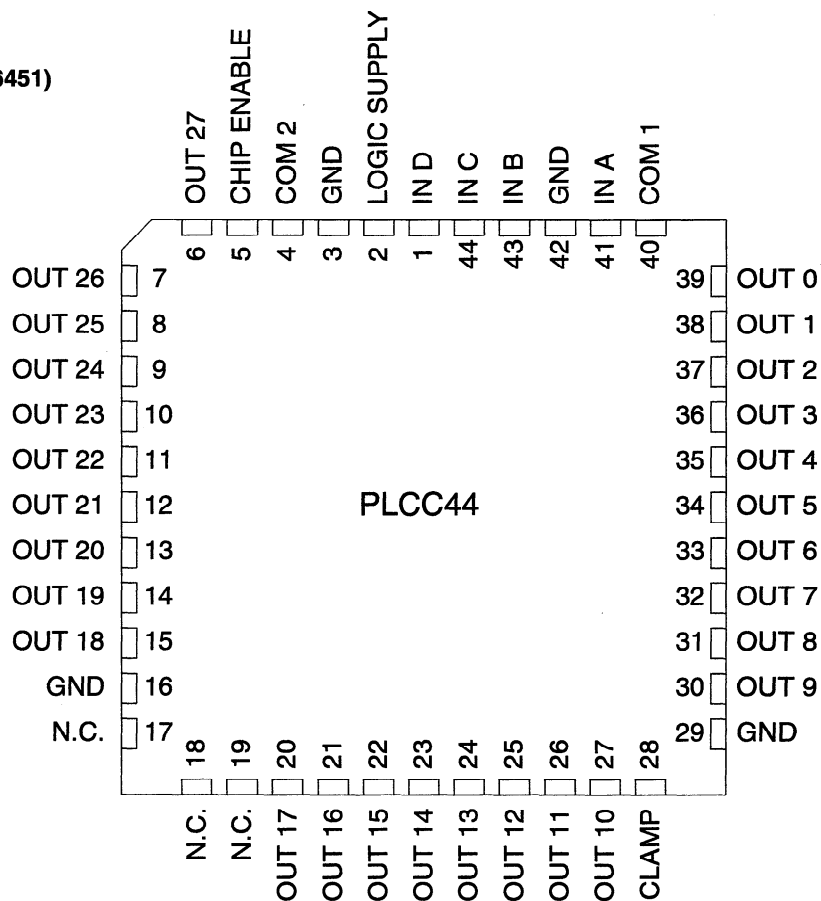 6451)
OUT 27
CHIP ENABLE
COM 2
GND
LOGIC SUPPLY
IN D
IN C
IN B
GND
IN A
COM 1
6
5
4
3
2
1
44
43
42
41
40
OUT 26 7
OUT 25 8
OUT 24 9
OUT 23 10
OUT 22 11
OUT 21 12
OUT 20 13
OUT 19 14
OUT 18 15
GND 16
N.C. 17
PLCC44
39 OUT 0
38 OUT 1
37 OUT 2
36 OUT 3
35 OUT 4
34 OUT 5
33 OUT 6
32 OUT 7
31 OUT 8
30 OUT 9
29 GND
18
19
20
21
22
23
24
25
26
27
28
N.C.
N.C.
OUT 17
OUT 16
OUT 15
OUT 14
OUT 13
OUT 12
OUT 11
OUT 10
CLAMP